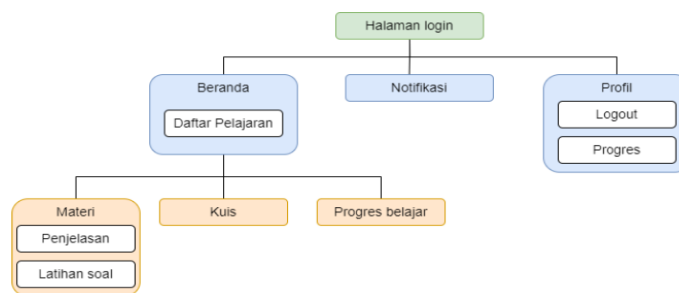 Halaman login
Beranda
Daftar Pelajaran
Notifikasi
Profil
Logout
Progres
Materi
Penjelasan
Latihan soal
Kuis
Progres belajar